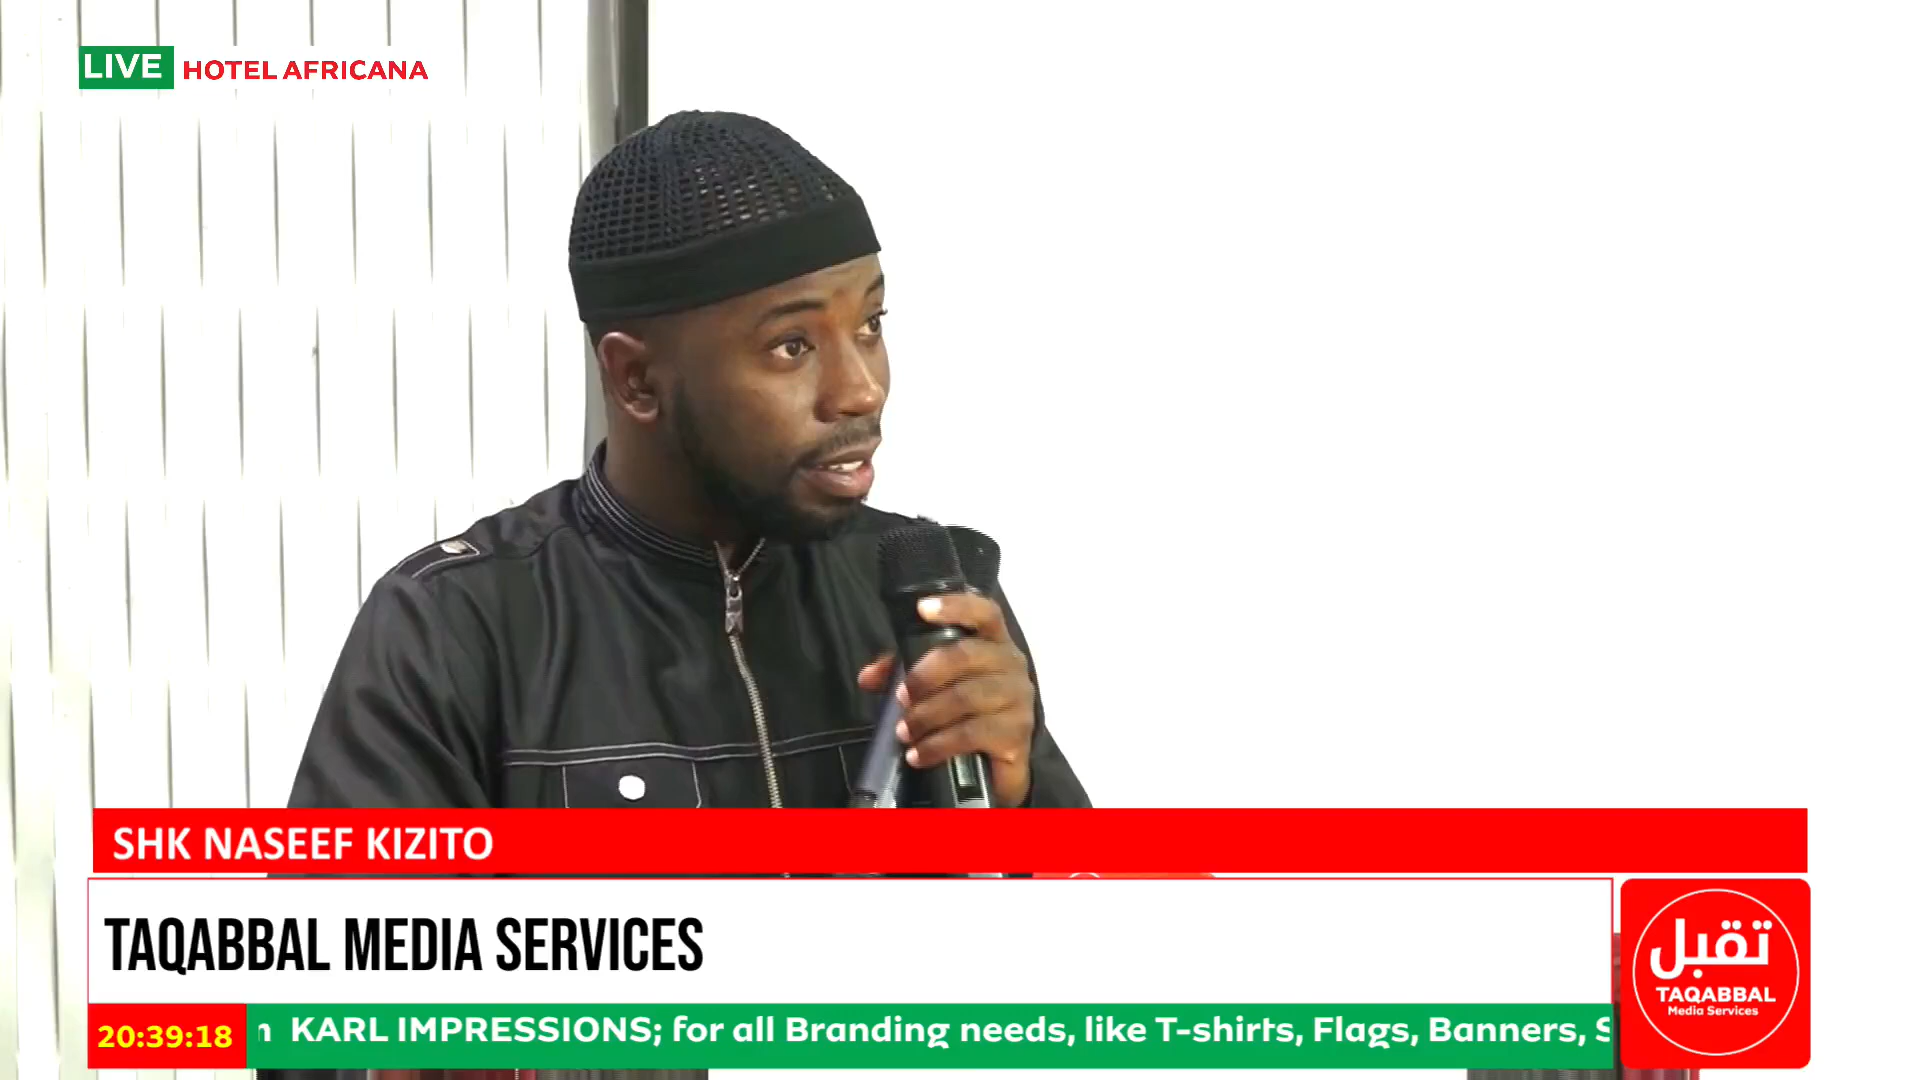 LIVE HOTEL AFRICANA
SHK NASEEF KIZITO
TAQABBAL MEDIA SERVICES
تقبل
TAQABBAL
Media Services
20:39:18 KARL IMPRESSIONS; for all Branding needs, like T-shirts, Flags, Banners,